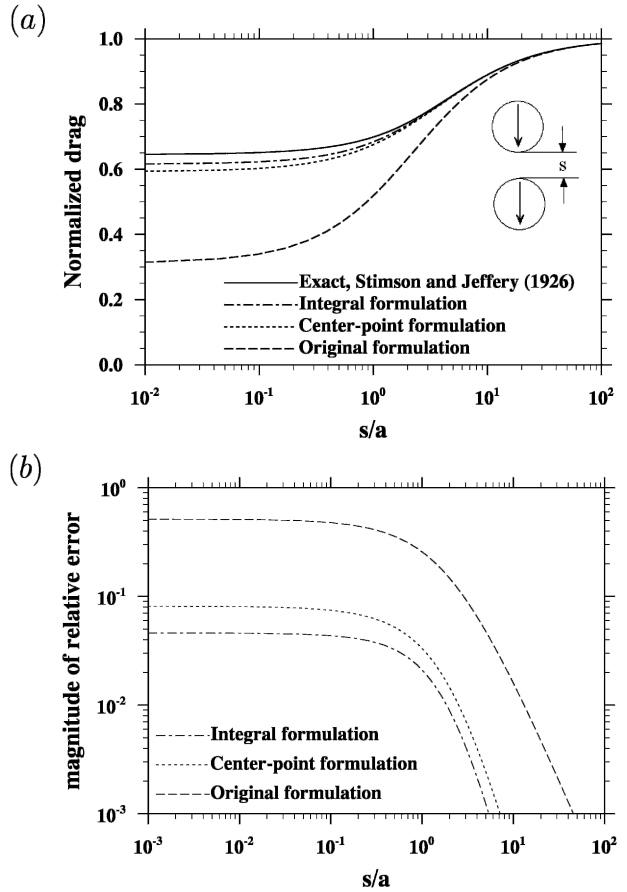 (a)
Normalized drag
1.0
0.8
0.6
0.4
0.2
0.0
s
Exact, Stimson and Jeffery (1926)
Integral formulation
Center-point formulation
Original formulation
10^-2 10^-1 10^0 10^1 10^2
s/a
(b)
magnitude of relative error
10^0
10^-1
10^-2
10^-3
Integral formulation
Center-point formulation
Original formulation
10^-3 10^-2 10^-1 10^0 10^1 10^2
s/a